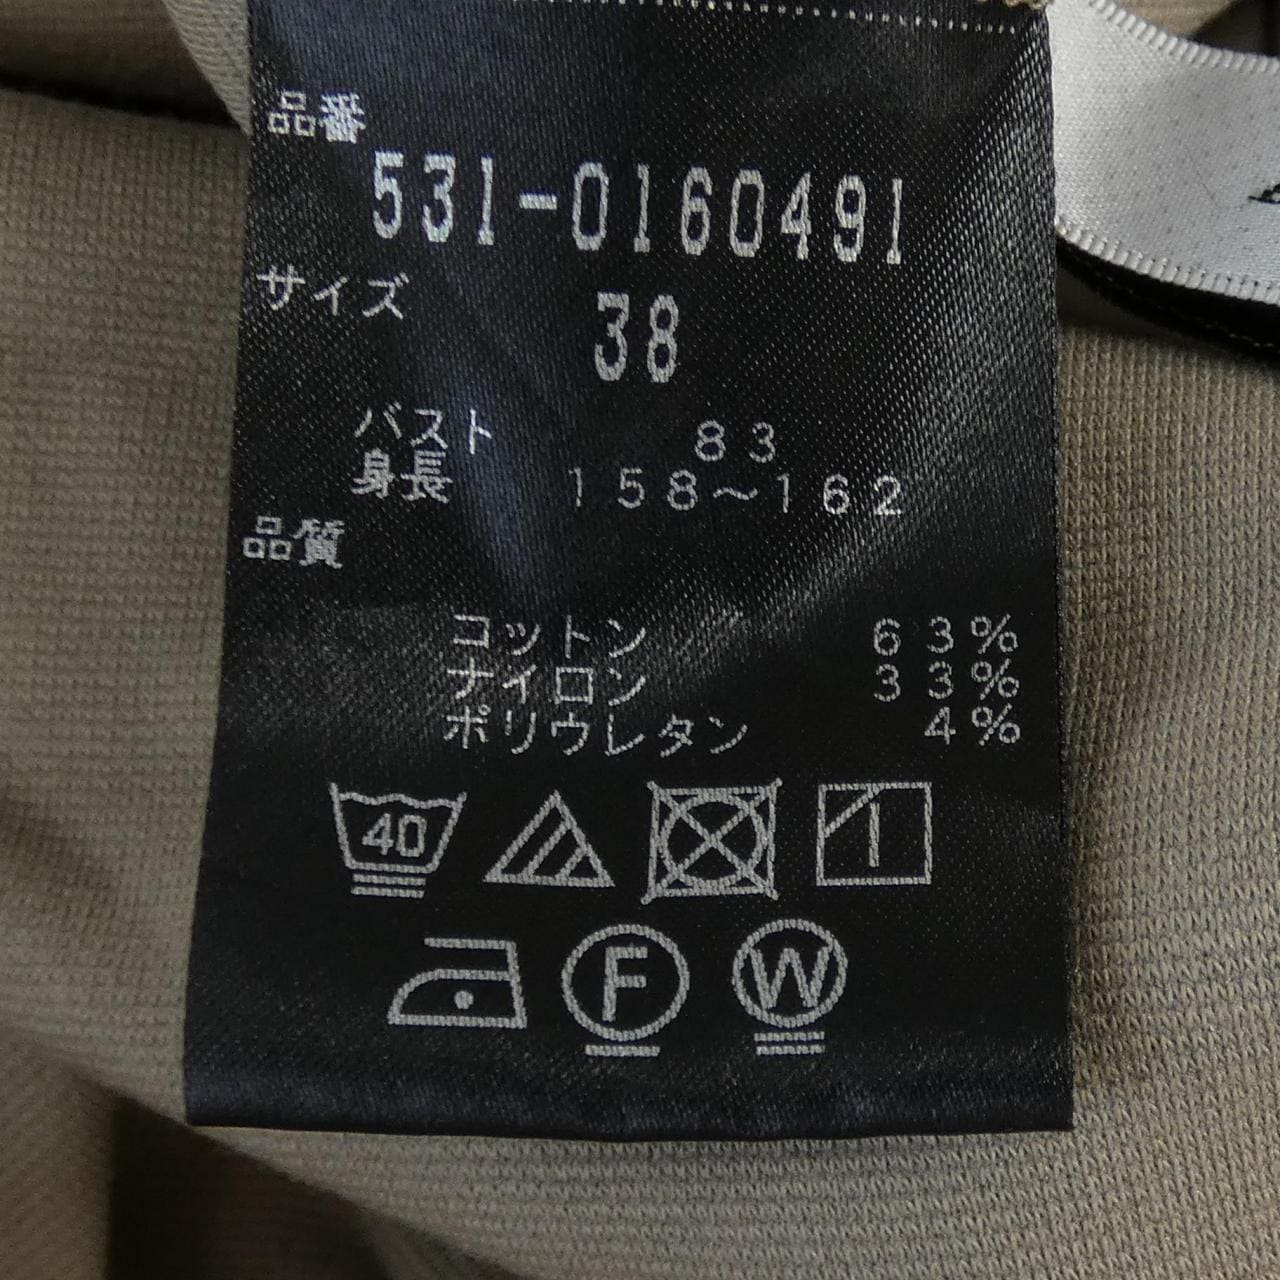 品番
531-0160491
サイズ 38
バスト 83
身長 158～162
品質
コットン 63%
ナイロン 33%
ポリウレタン 4%
40
F W